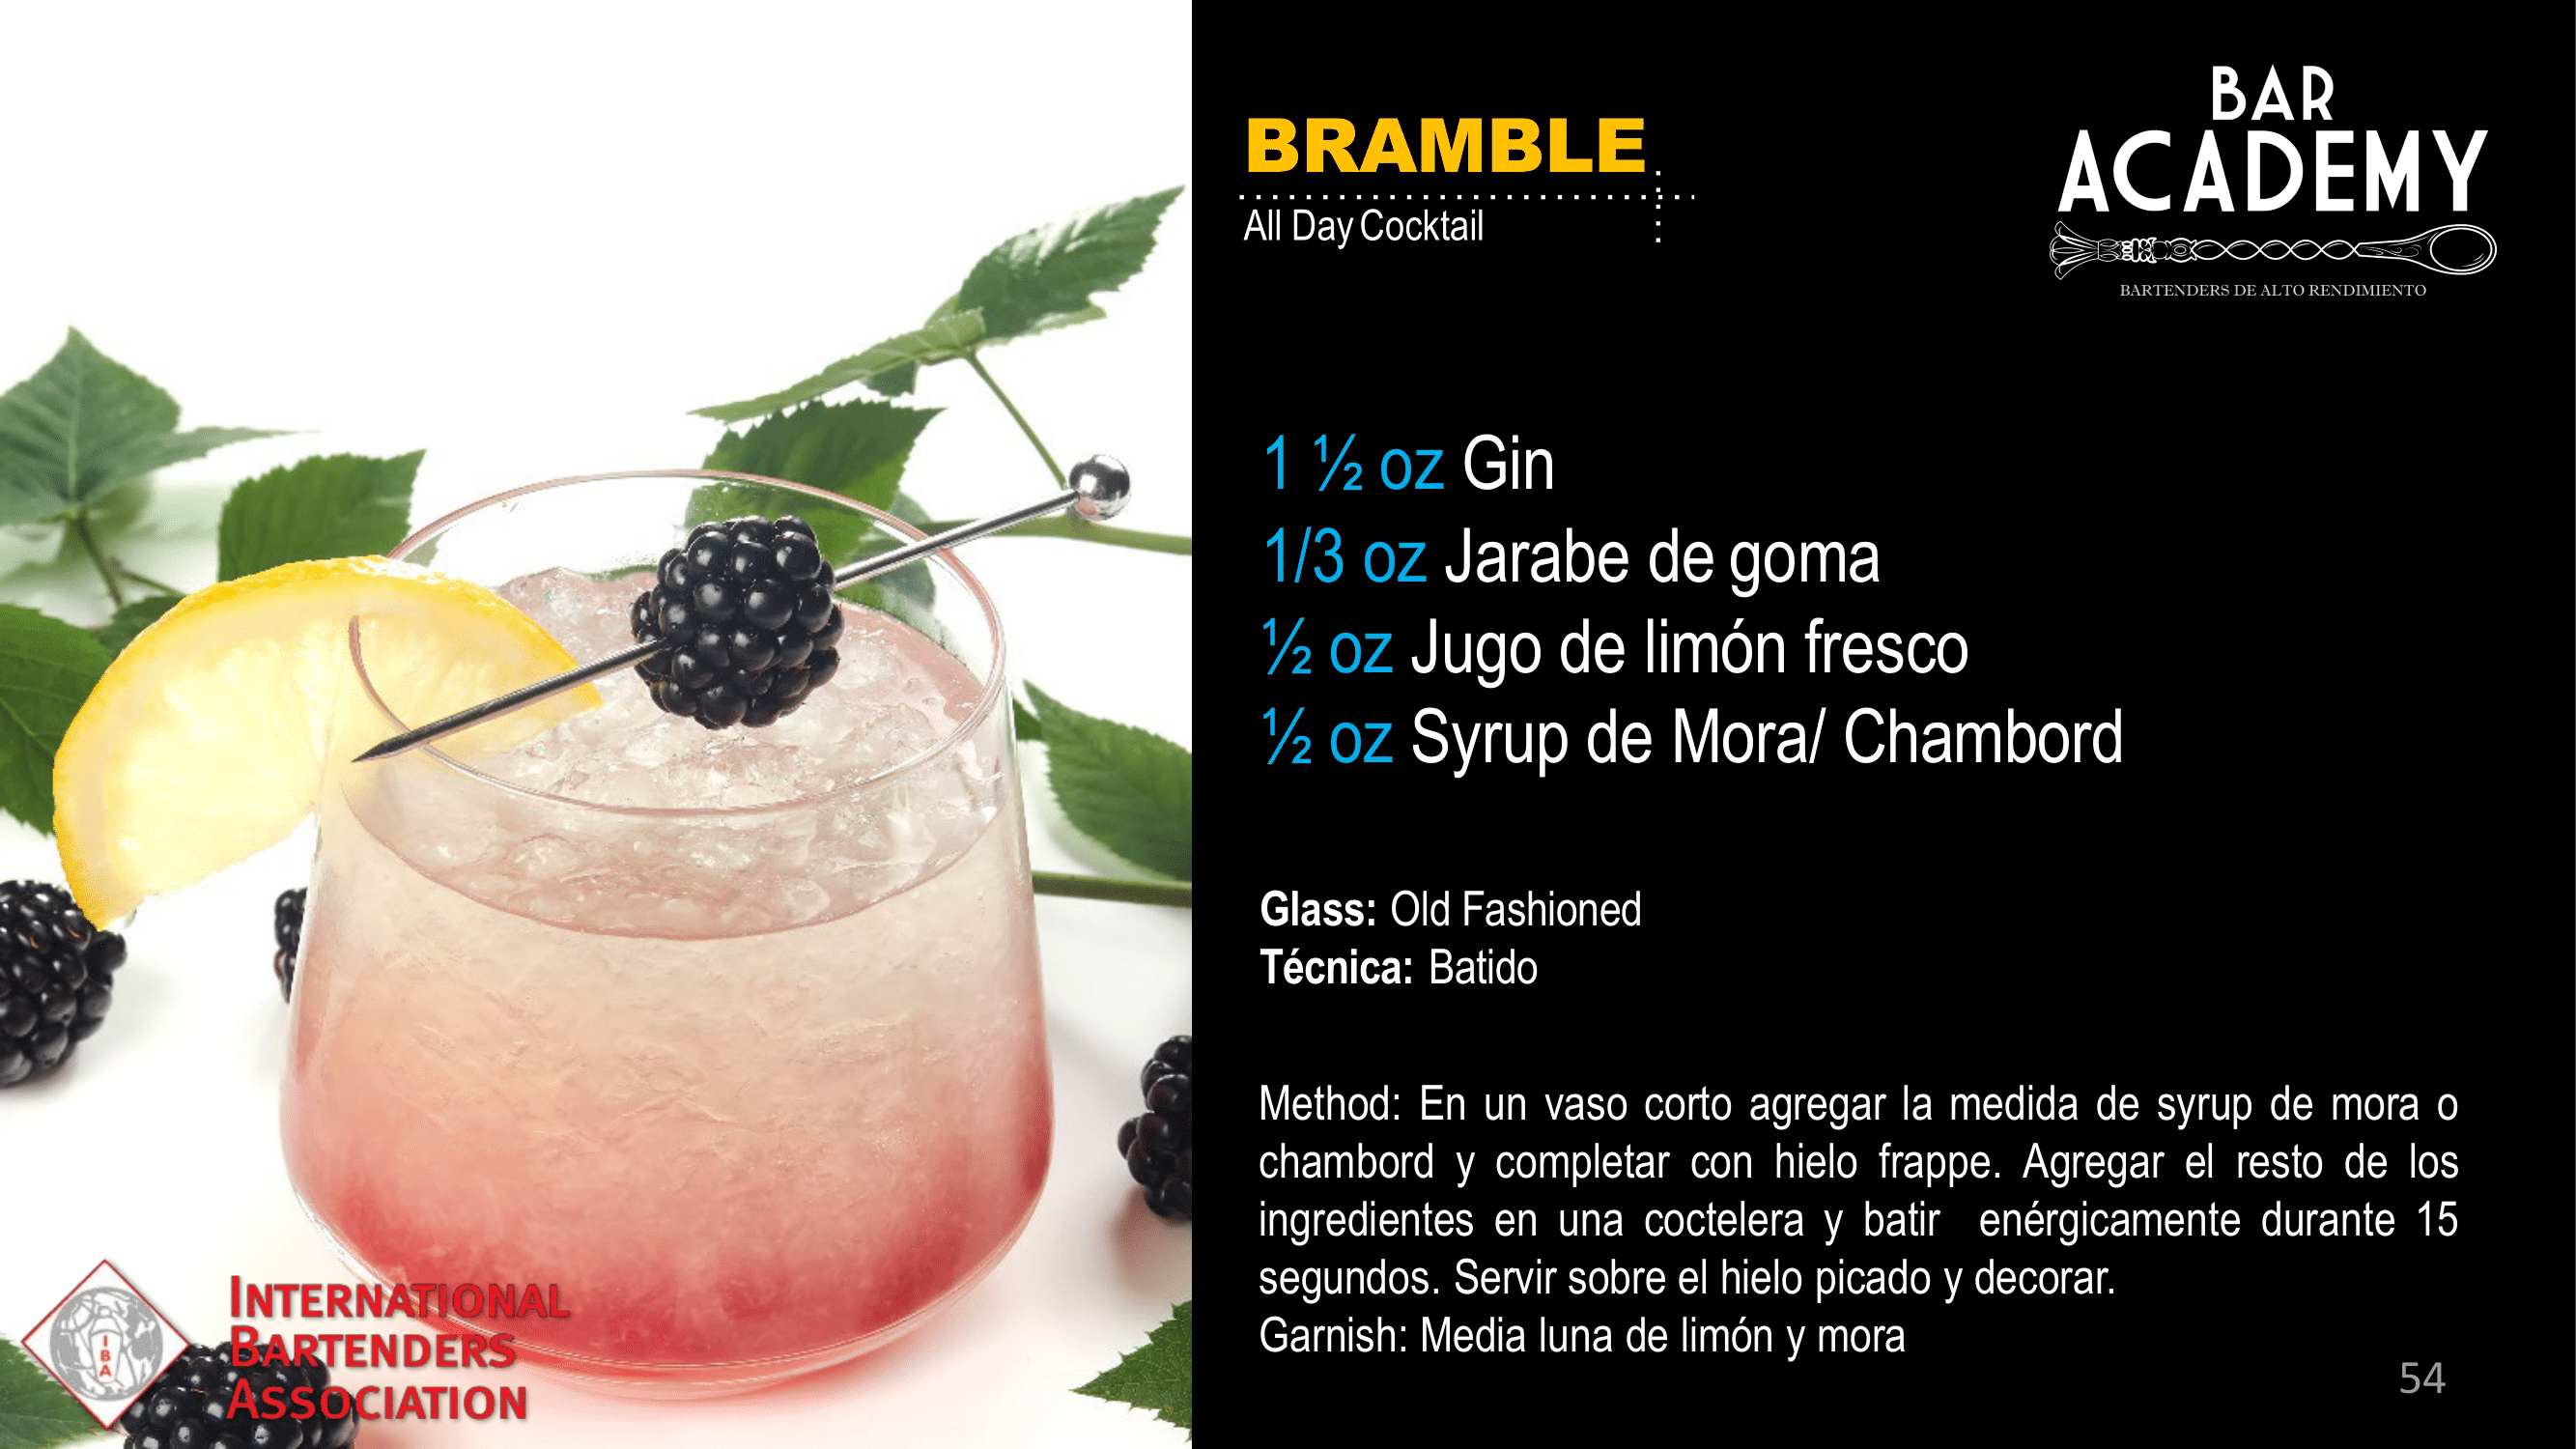 BAR
ACADEMY
BARTENDERS DE ALTO RENDIMIENTO
BRAMBLE
All Day Cocktail
1 ½ oz Gin
1/3 oz Jarabe de goma
½ oz Jugo de limón fresco
½ oz Syrup de Mora/ Chambord
Glass: Old Fashioned
Técnica: Batido
Method: En un vaso corto agregar la medida de syrup de mora o
chambord y completar con hielo frappe. Agregar el resto de los
ingredientes en una coctelera y batir enérgicamente durante 15
segundos. Servir sobre el hielo picado y decorar.
Garnish: Media luna de limón y mora
IBA
INTERNATIONAL
BARTENDERS
ASSOCIATION
54